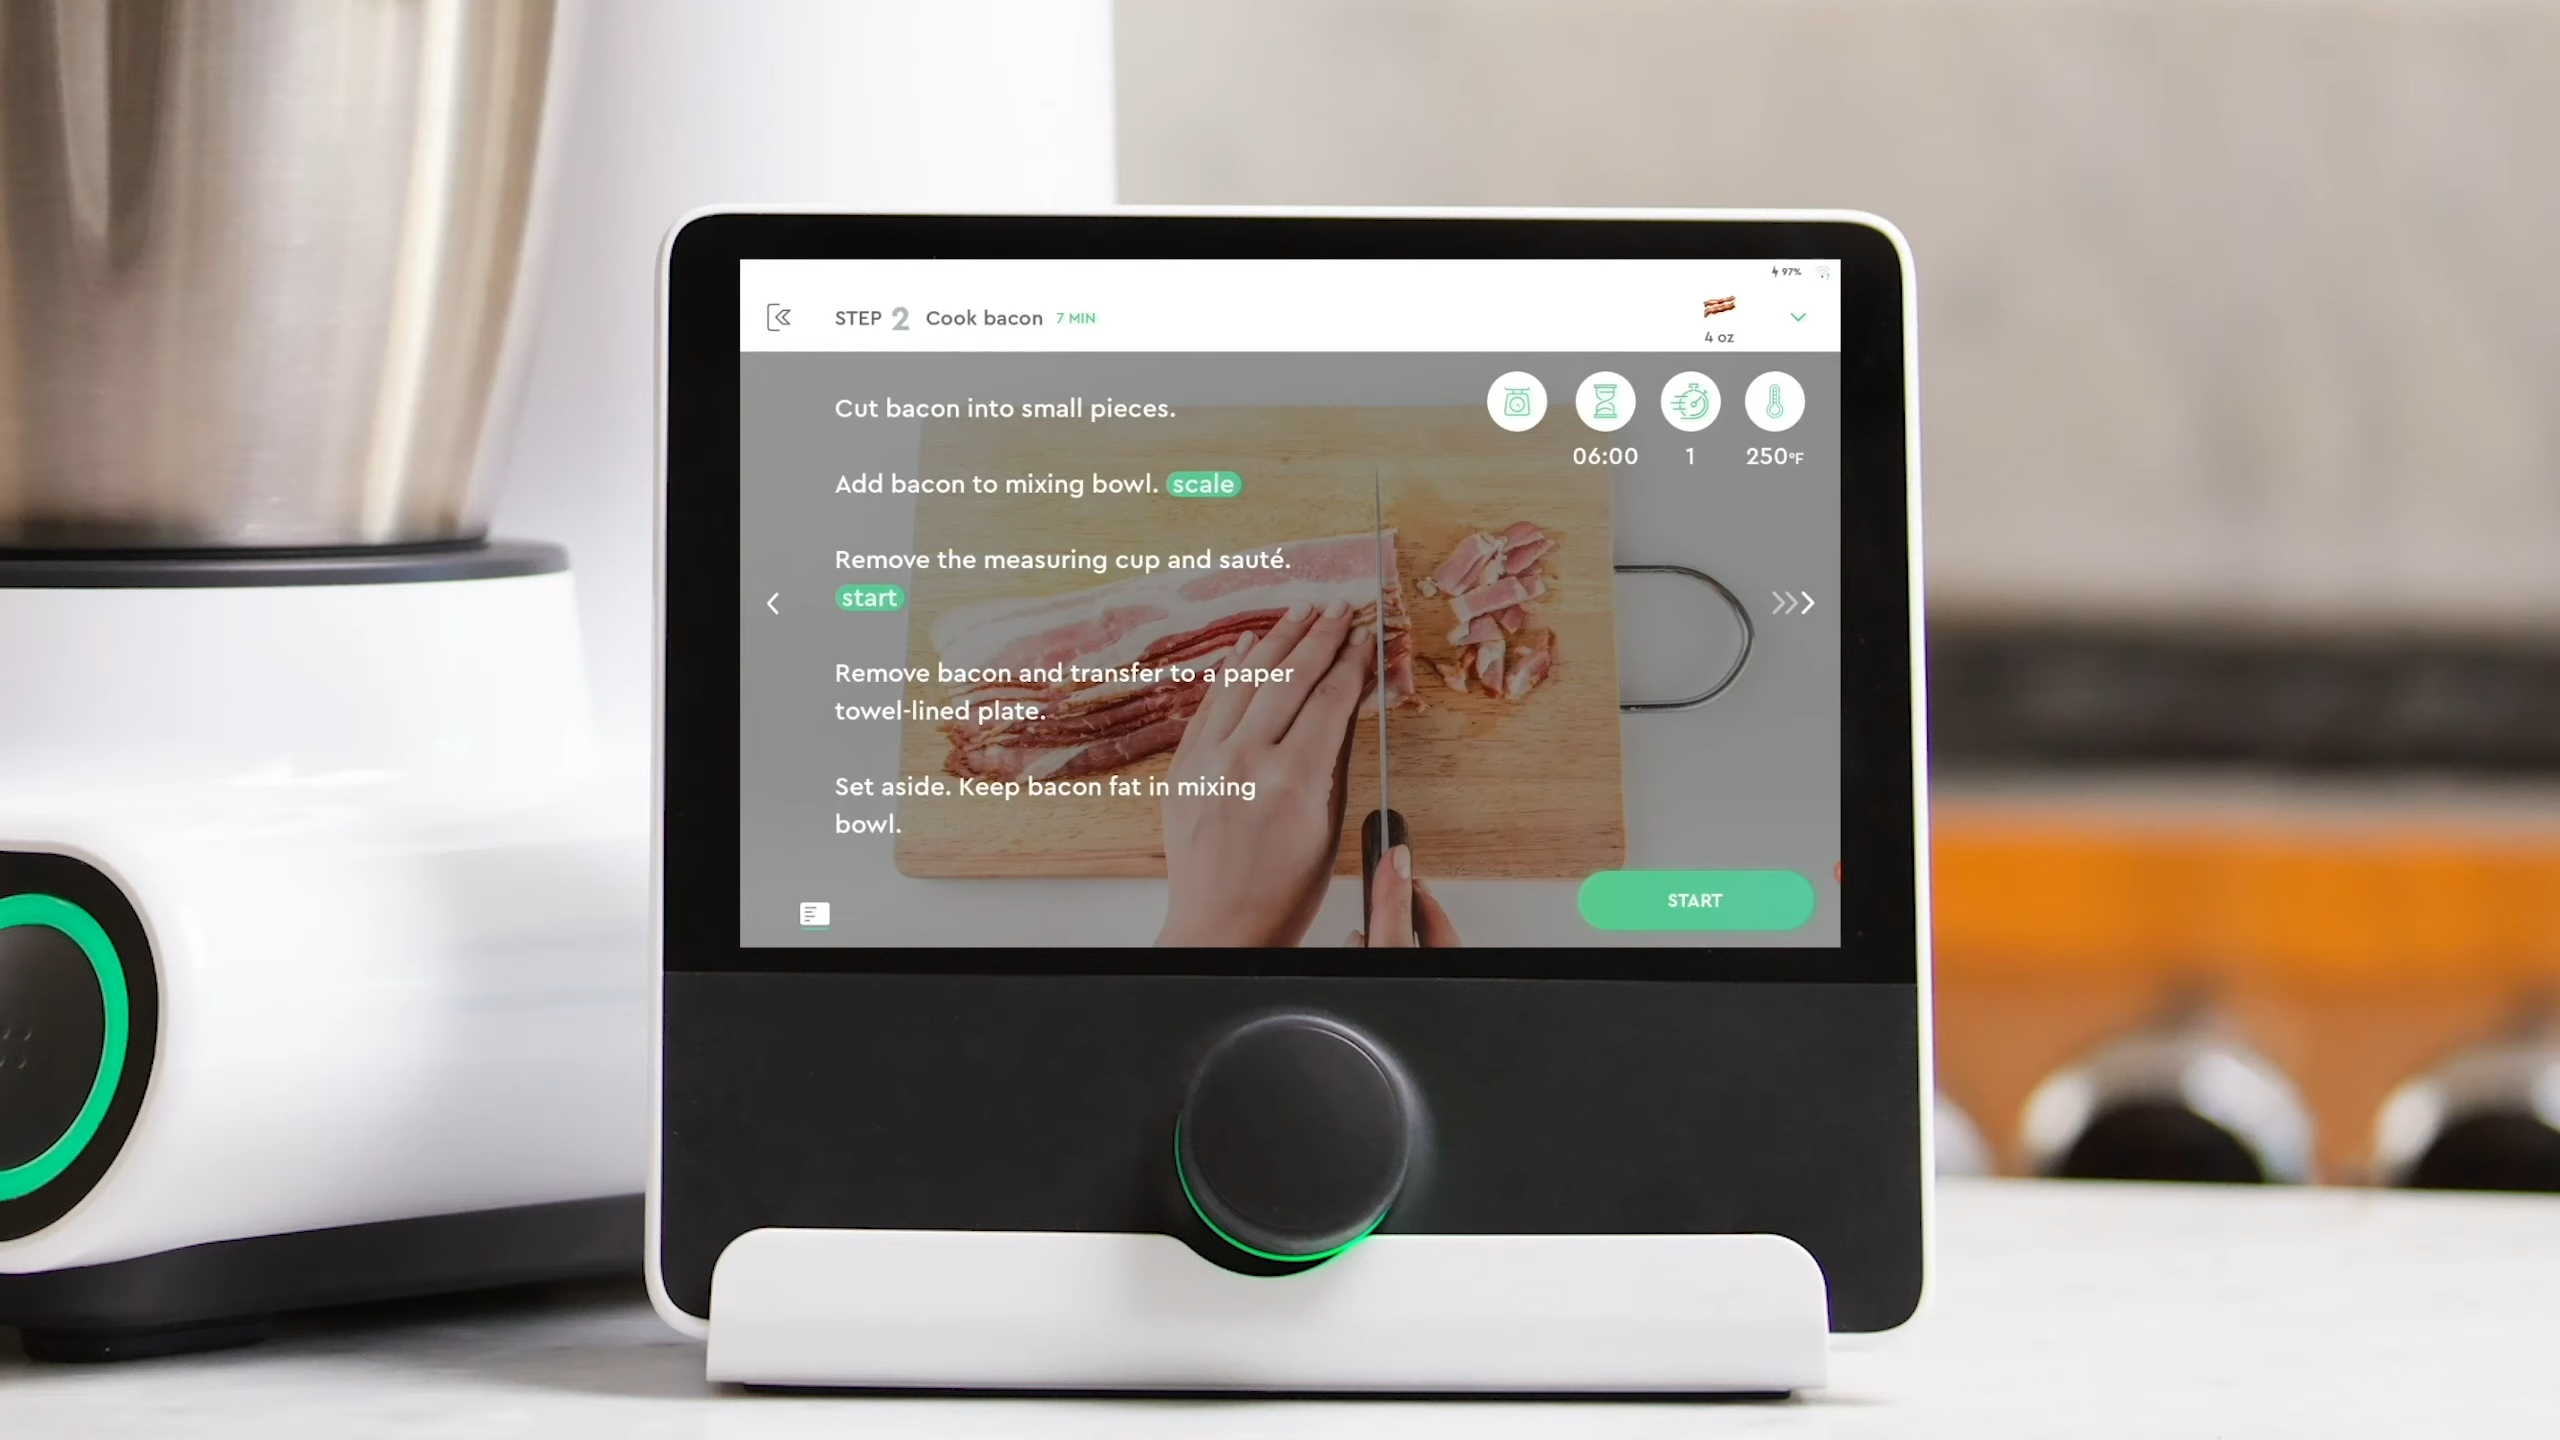 97%
STEP 2 Cook bacon 7 MIN
4 oz
Cut bacon into small pieces.
Add bacon to mixing bowl. scale
Remove the measuring cup and sauté.
start
Remove bacon and transfer to a paper
towel-lined plate.
Set aside. Keep bacon fat in mixing
bowl.
06:00 1 250°F
START